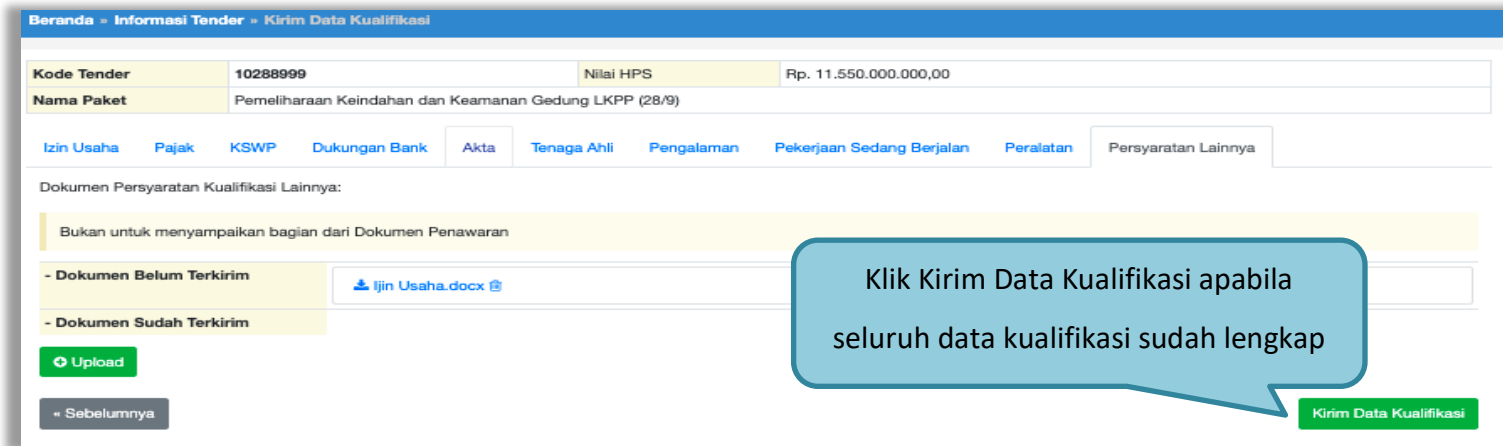 Beranda » Informasi Tender » Kirim Data Kualifikasi
Kode Tender 10288999 Nilai HPS Rp. 11.550.000.000,00
Nama Paket Pemeliharaan Keindahan dan Keamanan Gedung LKPP (28/9)
Izin Usaha Pajak KSWP Dukungan Bank Akta Tenaga Ahli Pengalaman Pekerjaan Sedang Berjalan Peralatan Persyaratan Lainnya
Dokumen Persyaratan Kualifikasi Lainnya:
Bukan untuk menyampaikan bagian dari Dokumen Penawaran
- Dokumen Belum Terkirim
Ijin Usaha.docx
- Dokumen Sudah Terkirim
Klik Kirim Data Kualifikasi apabila
seluruh data kualifikasi sudah lengkap
Upload
« Sebelumnya
Kirim Data Kualifikasi